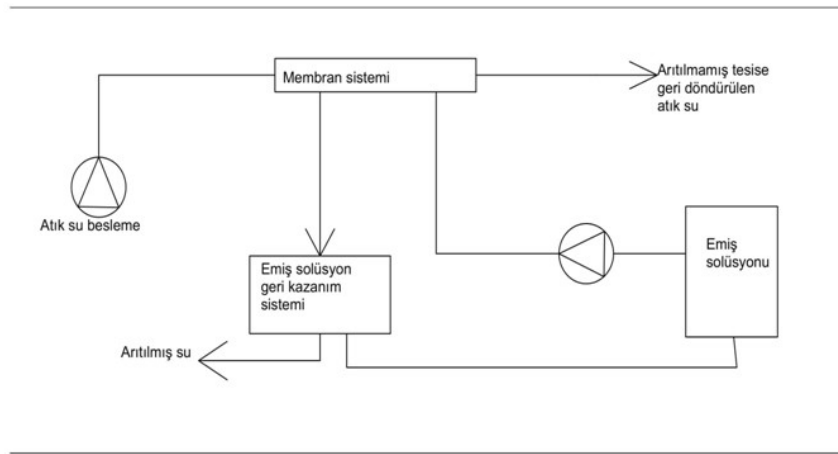 Membran sistemi
Arıtılmamış tesise
geri döndürülen
atık su
Atık su besleme
Emiş
solüsyonu
Emiş solüsyon
geri kazanım
sistemi
Arıtılmış su